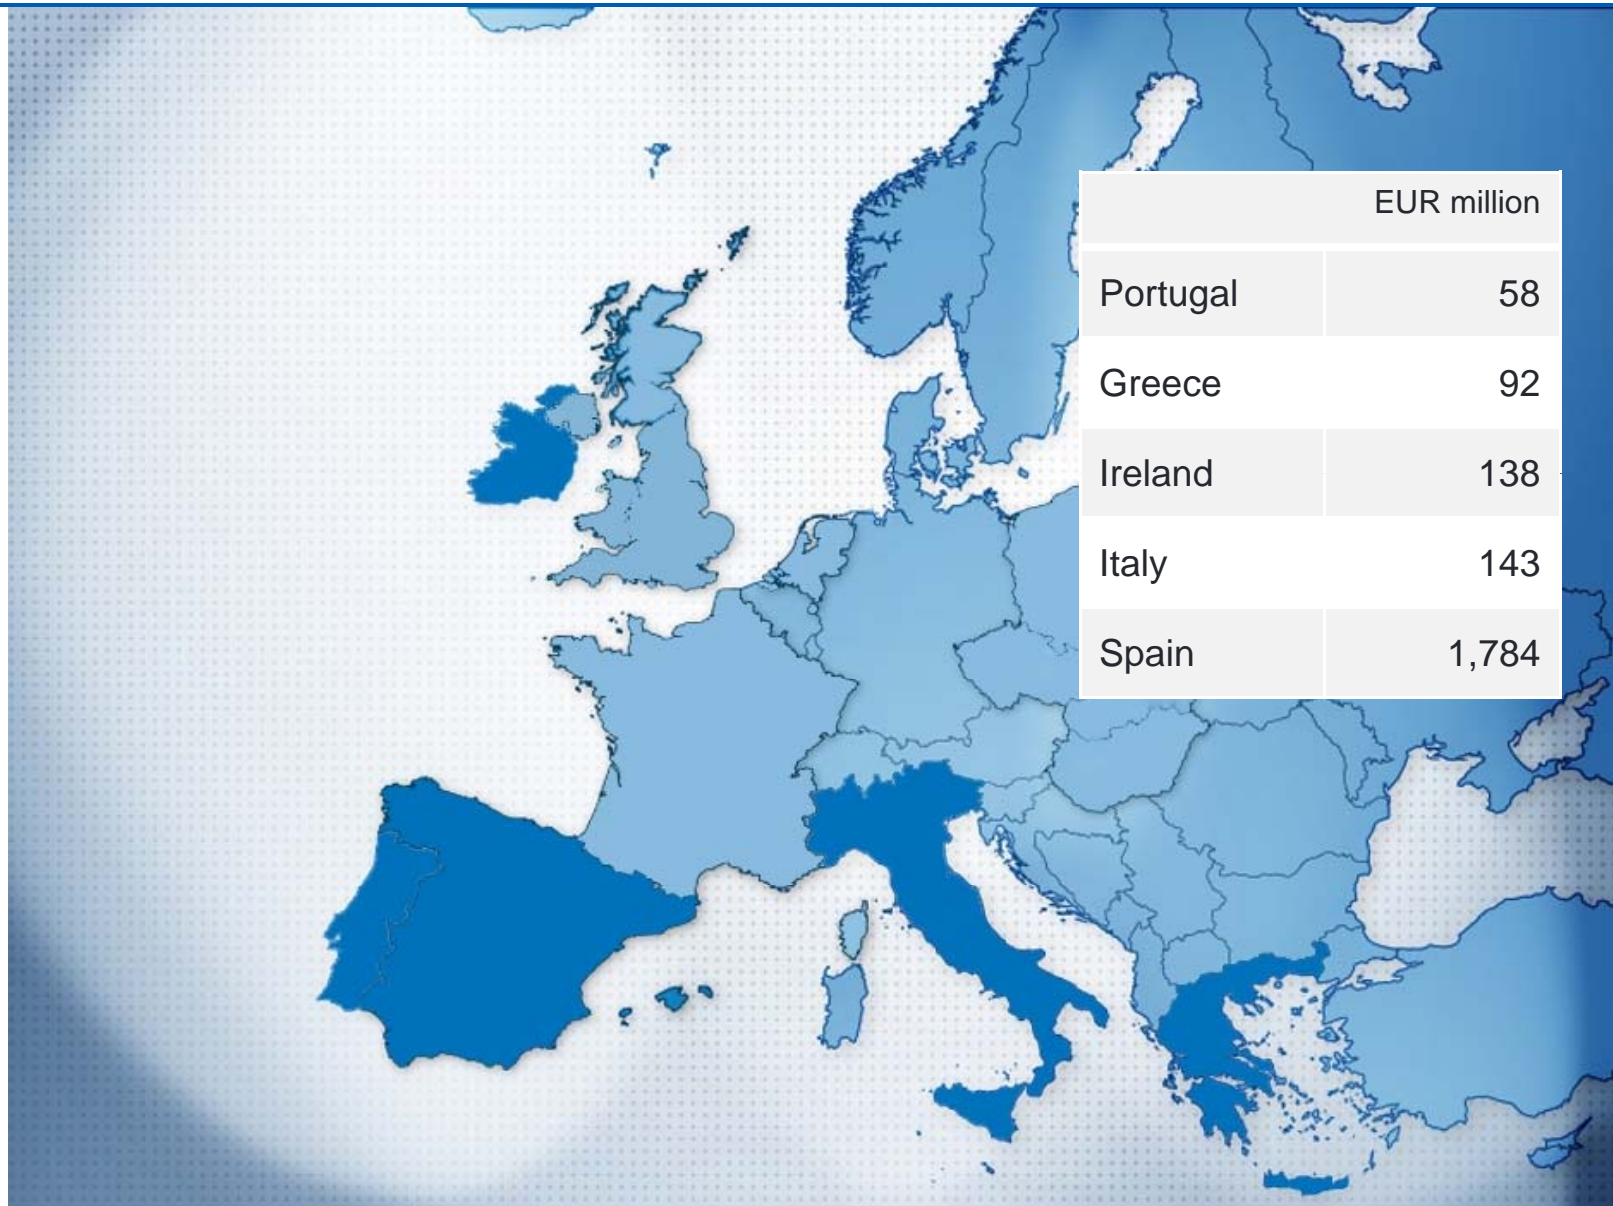 EUR million
Portugal 58
Greece 92
Ireland 138
Italy 143
Spain 1,784